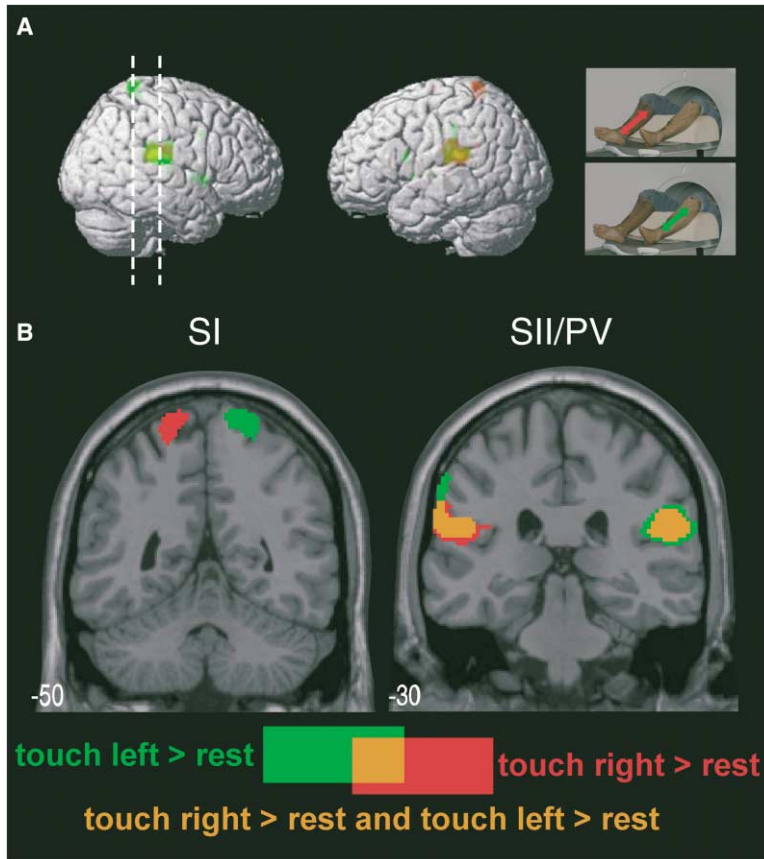 A
B
SI
SII/PV
-50
-30
touch left > rest
touch right > rest
touch right > rest and touch left > rest